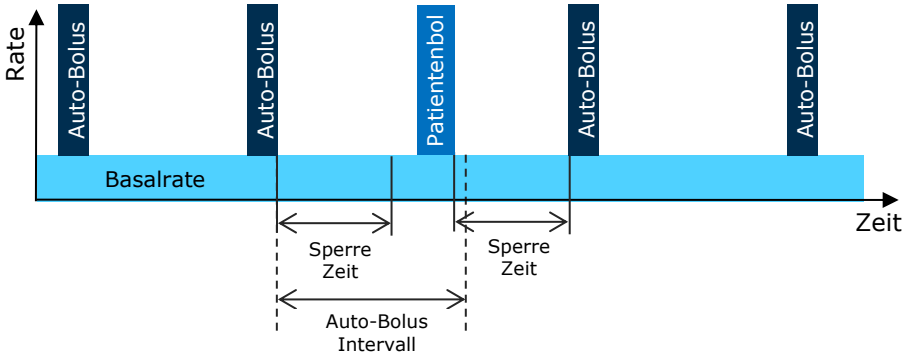 Rate
Auto-Bolus
Auto-Bolus
Patientenbol
Auto-Bolus
Auto-Bolus
Basalrate
Zeit
Sperre
Zeit
Sperre
Zeit
Auto-Bolus
Intervall